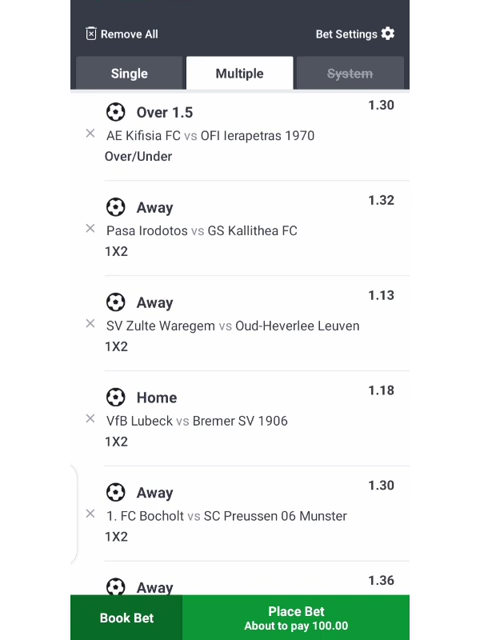 Remove All
Bet Settings
Single
Multiple
System
Over 1.5
1.30
AE Kifisia FC vs OFI Ierapetras 1970
Over/Under
Away
1.32
Pasa Irodotos vs GS Kallithea FC
1X2
Away
1.13
SV Zulte Waregem vs Oud-Heverlee Leuven
1X2
Home
1.18
VfB Lubeck vs Bremer SV 1906
1X2
Away
1.30
1. FC Bocholt vs SC Preussen 06 Munster
1X2
Away
1.36
Book Bet
Place Bet
About to pay 100.00